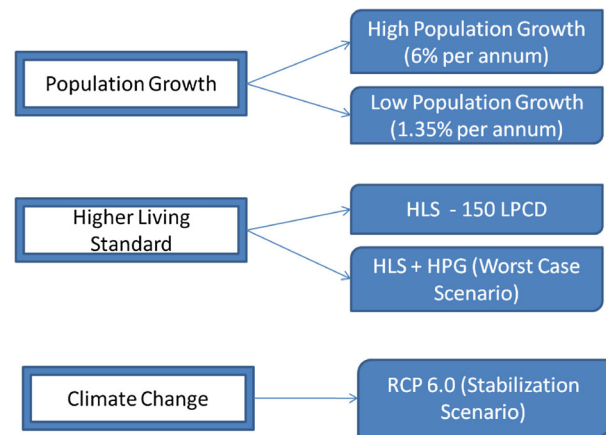 Population Growth
High Population Growth
(6% per annum)
Low Population Growth
(1.35% per annum)
Higher Living
Standard
HLS - 150 LPCD
HLS + HPG (Worst Case
Scenario)
Climate Change
RCP 6.0 (Stabilization
Scenario)